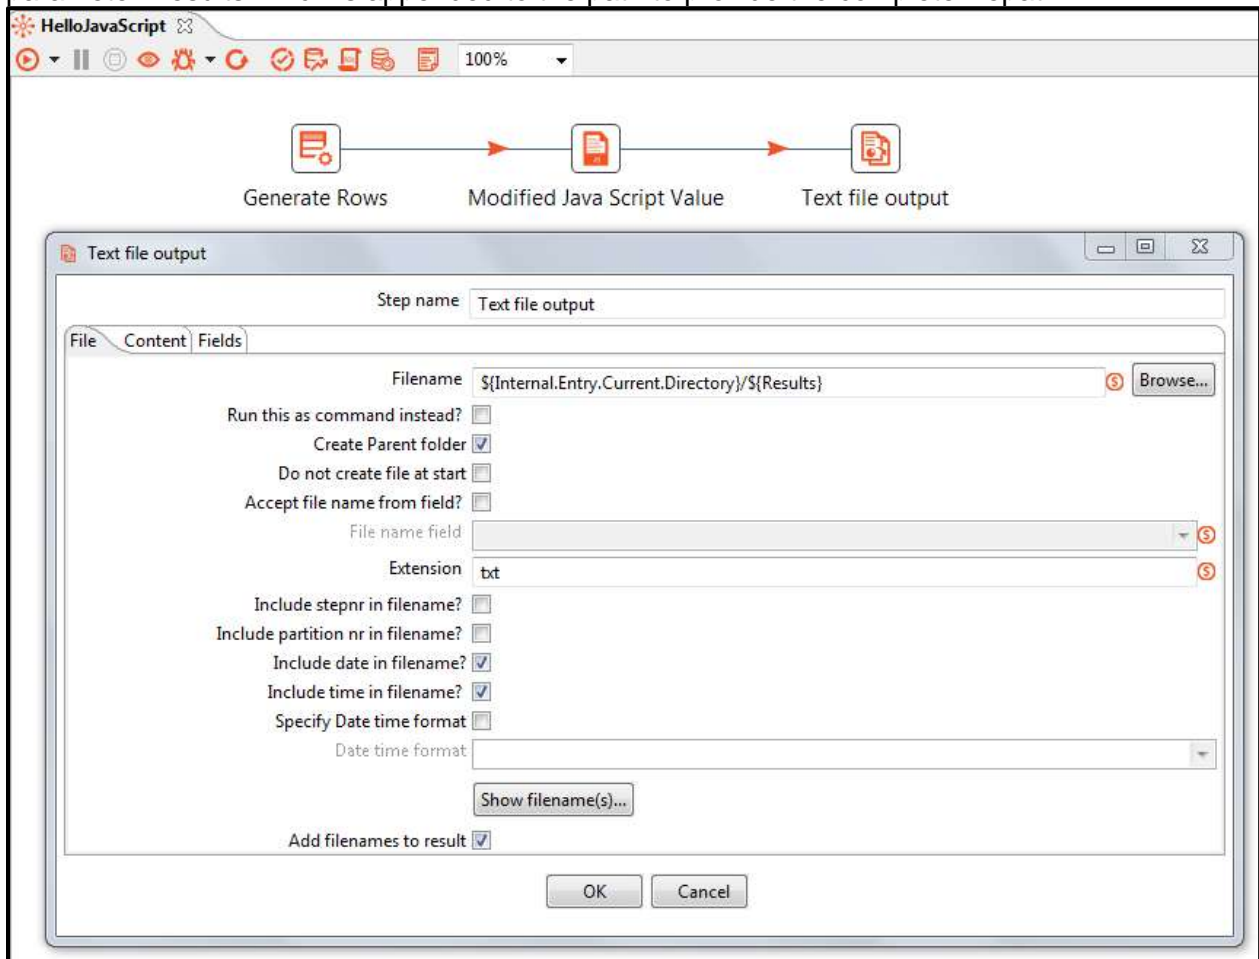 HelloJavaScript
100%
Generate Rows
Modified Java Script Value
Text file output
Text file output
Step name
Text file output
File
Content
Fields
Filename
${Internal.Entry.Current.Directory}/${Results}
Browse...
Run this as command instead?
Create Parent folder
Do not create file at start
Accept file name from field?
File name field
Extension
txt
Include stepnr in filename?
Include partition nr in filename?
Include date in filename?
Include time in filename?
Specify Date time format
Date time format
Show filename(s)...
Add filenames to result
OK
Cancel